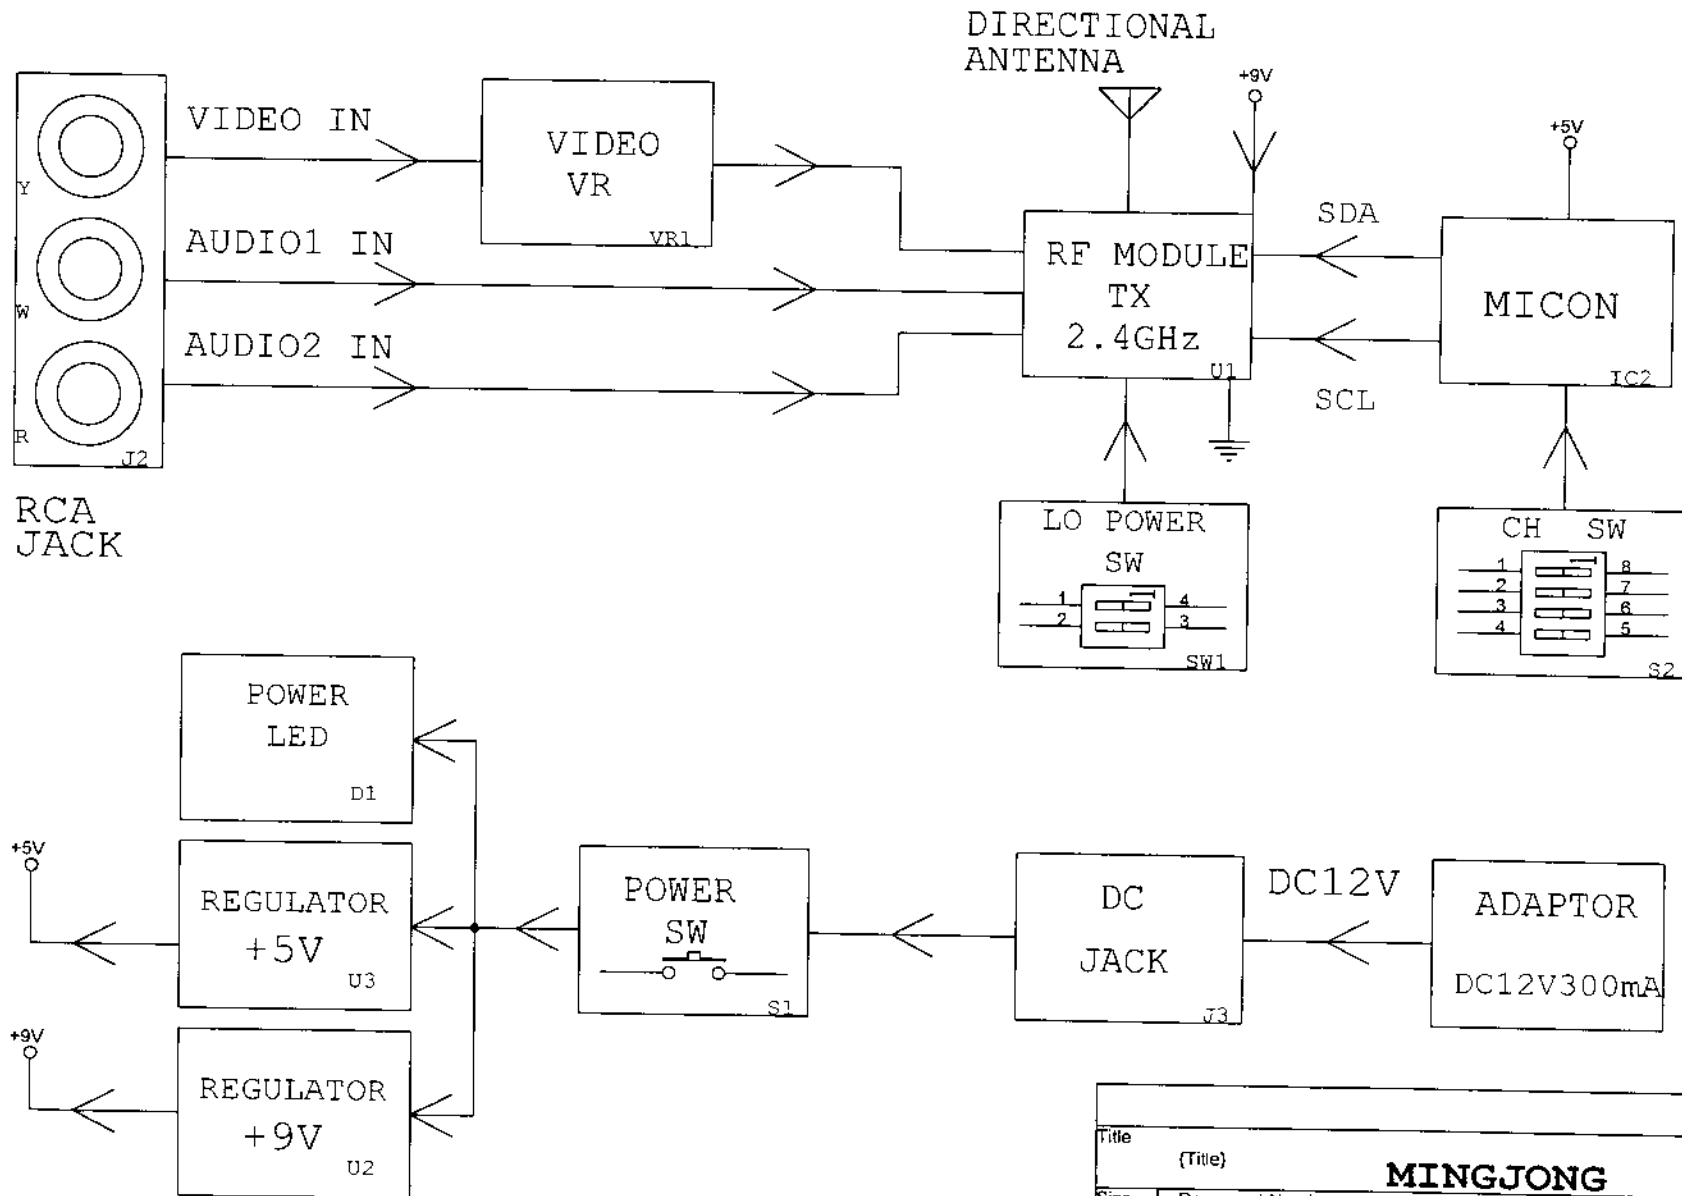 DIRECTIONAL
ANTENNA
+9V
+5V
VIDEO IN
VIDEO
VR
VR1
Y
AUDIO1 IN
W
AUDIO2 IN
R
J2
RCA
JACK
RF MODULE
TX
2.4GHz
U1
SDA
SCL
MICON
IC2
LO POWER
SW
1
2
4
3
SW1
CH SW
1
2
3
4
8
7
6
5
S2
POWER
LED
D1
+5V
REGULATOR
+5V
U3
POWER
SW
S1
DC
JACK
J3
DC12V
ADAPTOR
DC12V300mA
+9V
REGULATOR
+9V
U2
Title
{Title}
MINGJONG